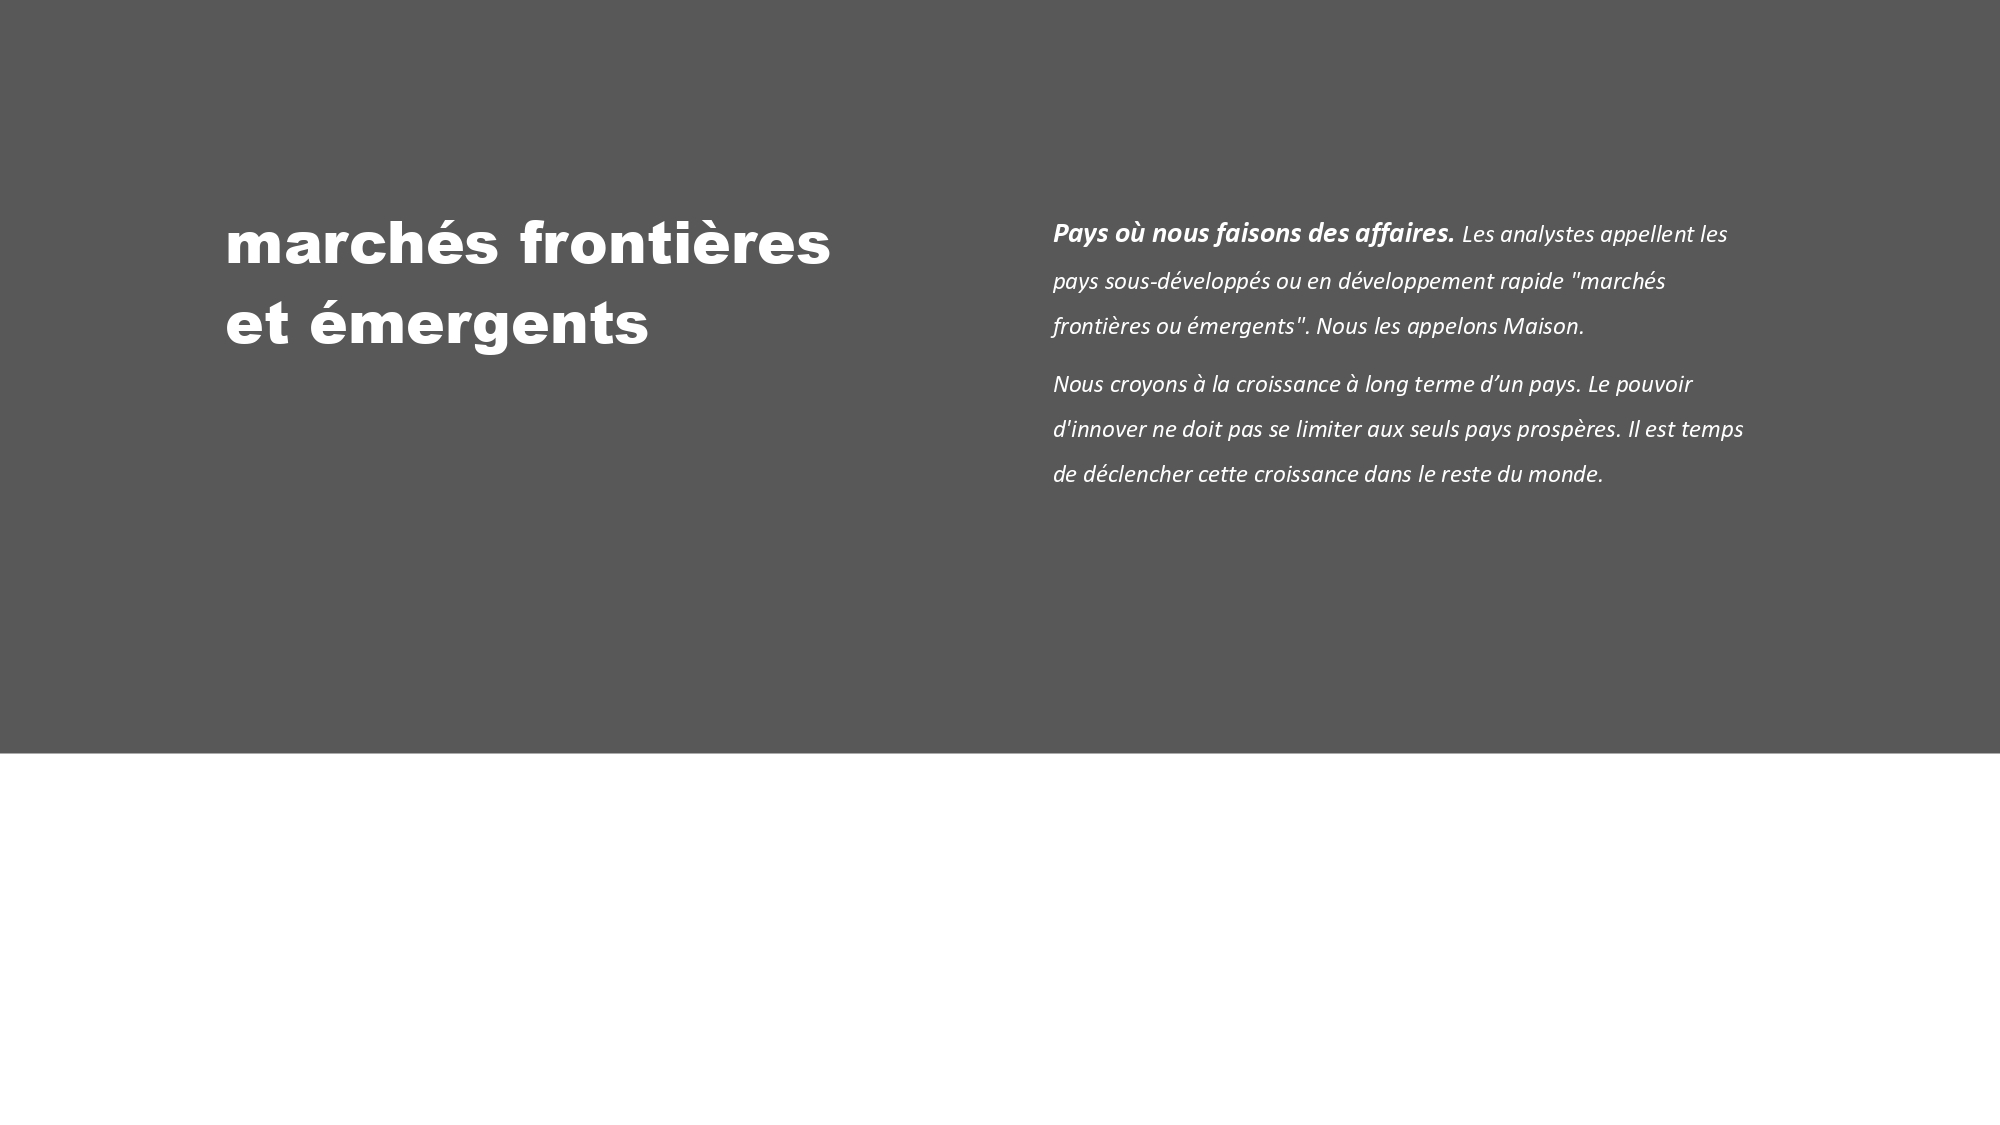 marchés frontières
et émergents
Pays où nous faisons des affaires. Les analystes appellent les
pays sous-développés ou en développement rapide "marchés
frontières ou émergents". Nous les appelons Maison.
Nous croyons à la croissance à long terme d’un pays. Le pouvoir
d'innover ne doit pas se limiter aux seuls pays prospères. Il est temps
de déclencher cette croissance dans le reste du monde.